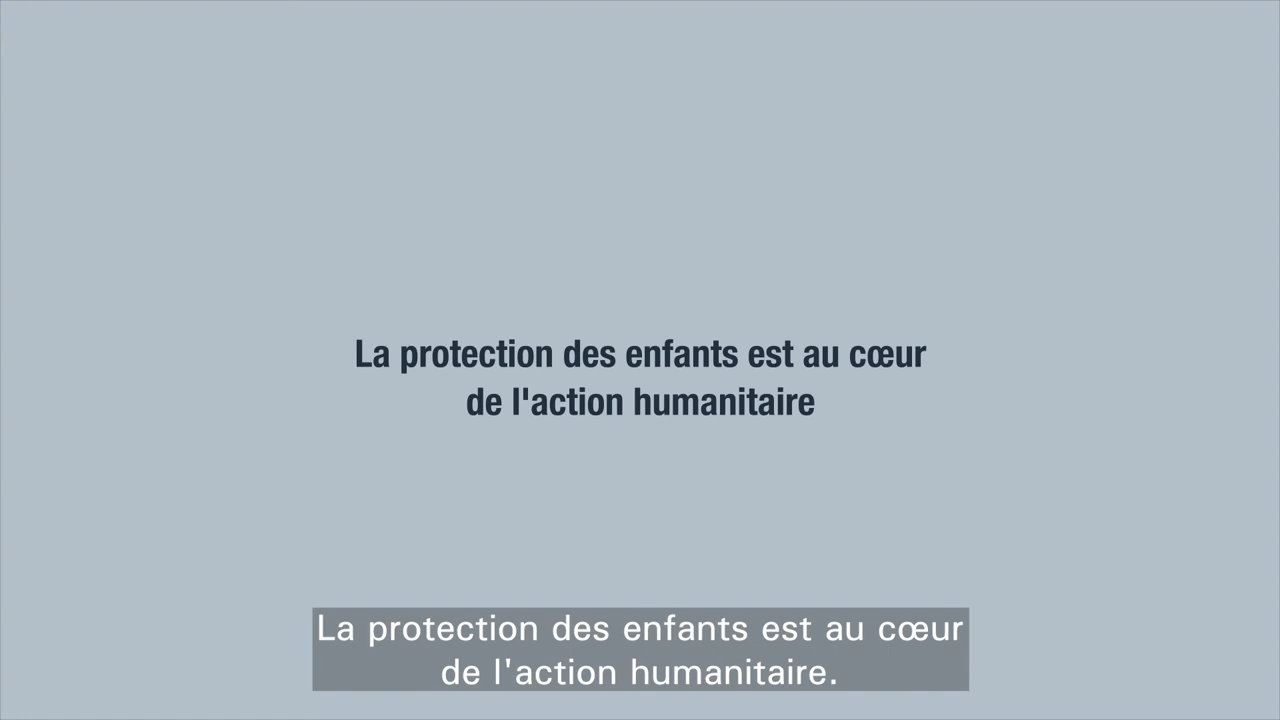 La protection des enfants est au cœur
de l'action humanitaire
La protection des enfants est au cœur
de l'action humanitaire.